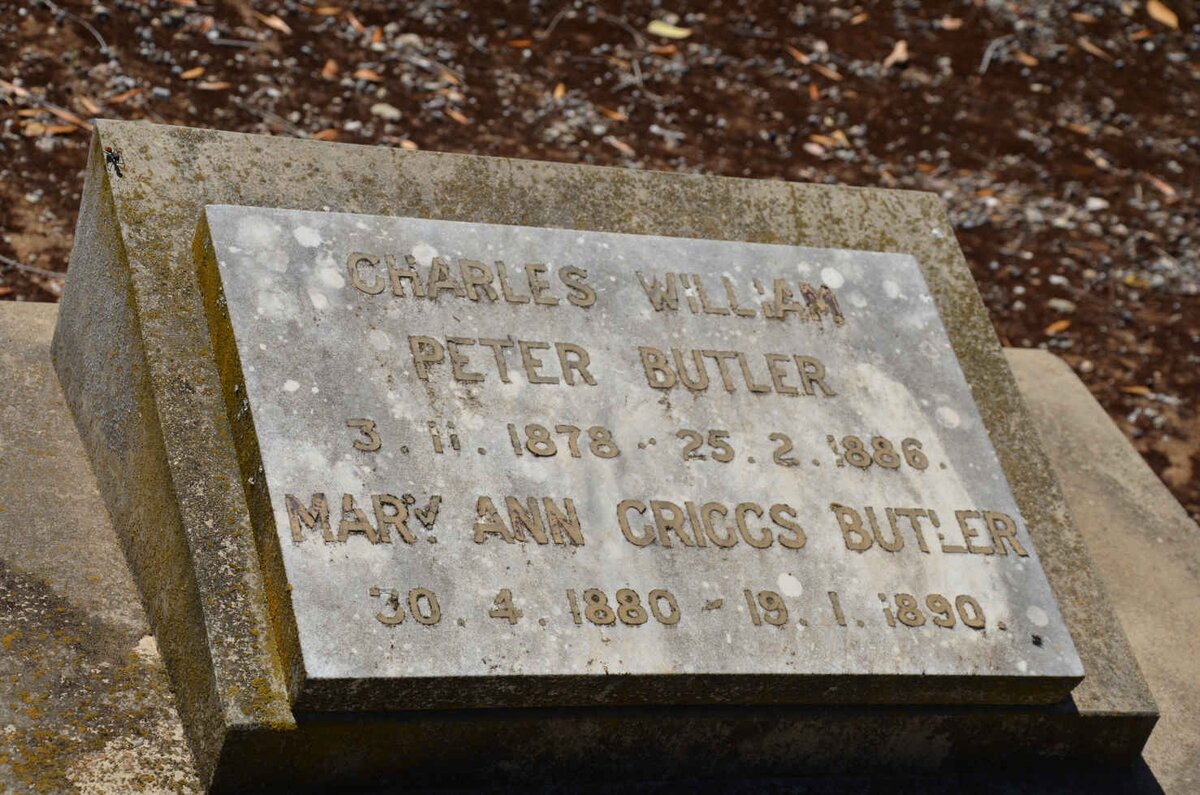 CHARLES WILLIAM
PETER BUTLER
3.11.1878 - 25.2.1886.
MARY ANN GRIGGS BUTLER
30.4.1880 - 19.1.1890.